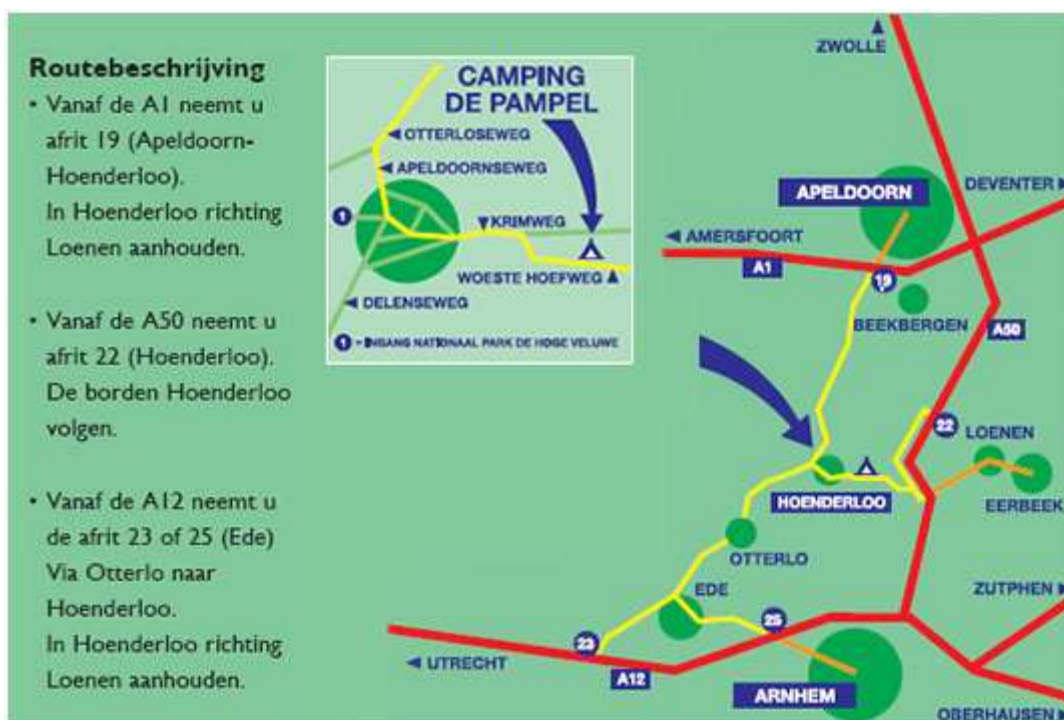 Routebeschrijving
• Vanaf de A1 neemt u
afrit 19 (Apeldoorn-
Hoenderloo).
In Hoenderloo richting
Loenen aanhouden.
• Vanaf de A50 neemt u
afrit 22 (Hoenderloo).
De borden Hoenderloo
volgen.
• Vanaf de A12 neemt u
de afrit 23 of 25 (Ede)
Via Otterlo naar
Hoenderloo.
In Hoenderloo richting
Loenen aanhouden.
CAMPING
DE PAMPEL
OTTERLOSEWEG
APELDOORNSEWEG
1
KRIMWEG
WOESTE HOEFWEG
DELENSEWEG
1 = INGANG NATIONAAL PARK DE HOGE VELUWE
ZWOLLE
APELDOORN
DEVENTER
AMERSFOORT
A1
19
BEEKBERGEN
A50
22
LOENEN
HOENDERLOO
EERBEEK
OTTERLO
EDE
ZUTPHEN
25
23
UTRECHT
A12
ARNHEM
OBERHAUSEN